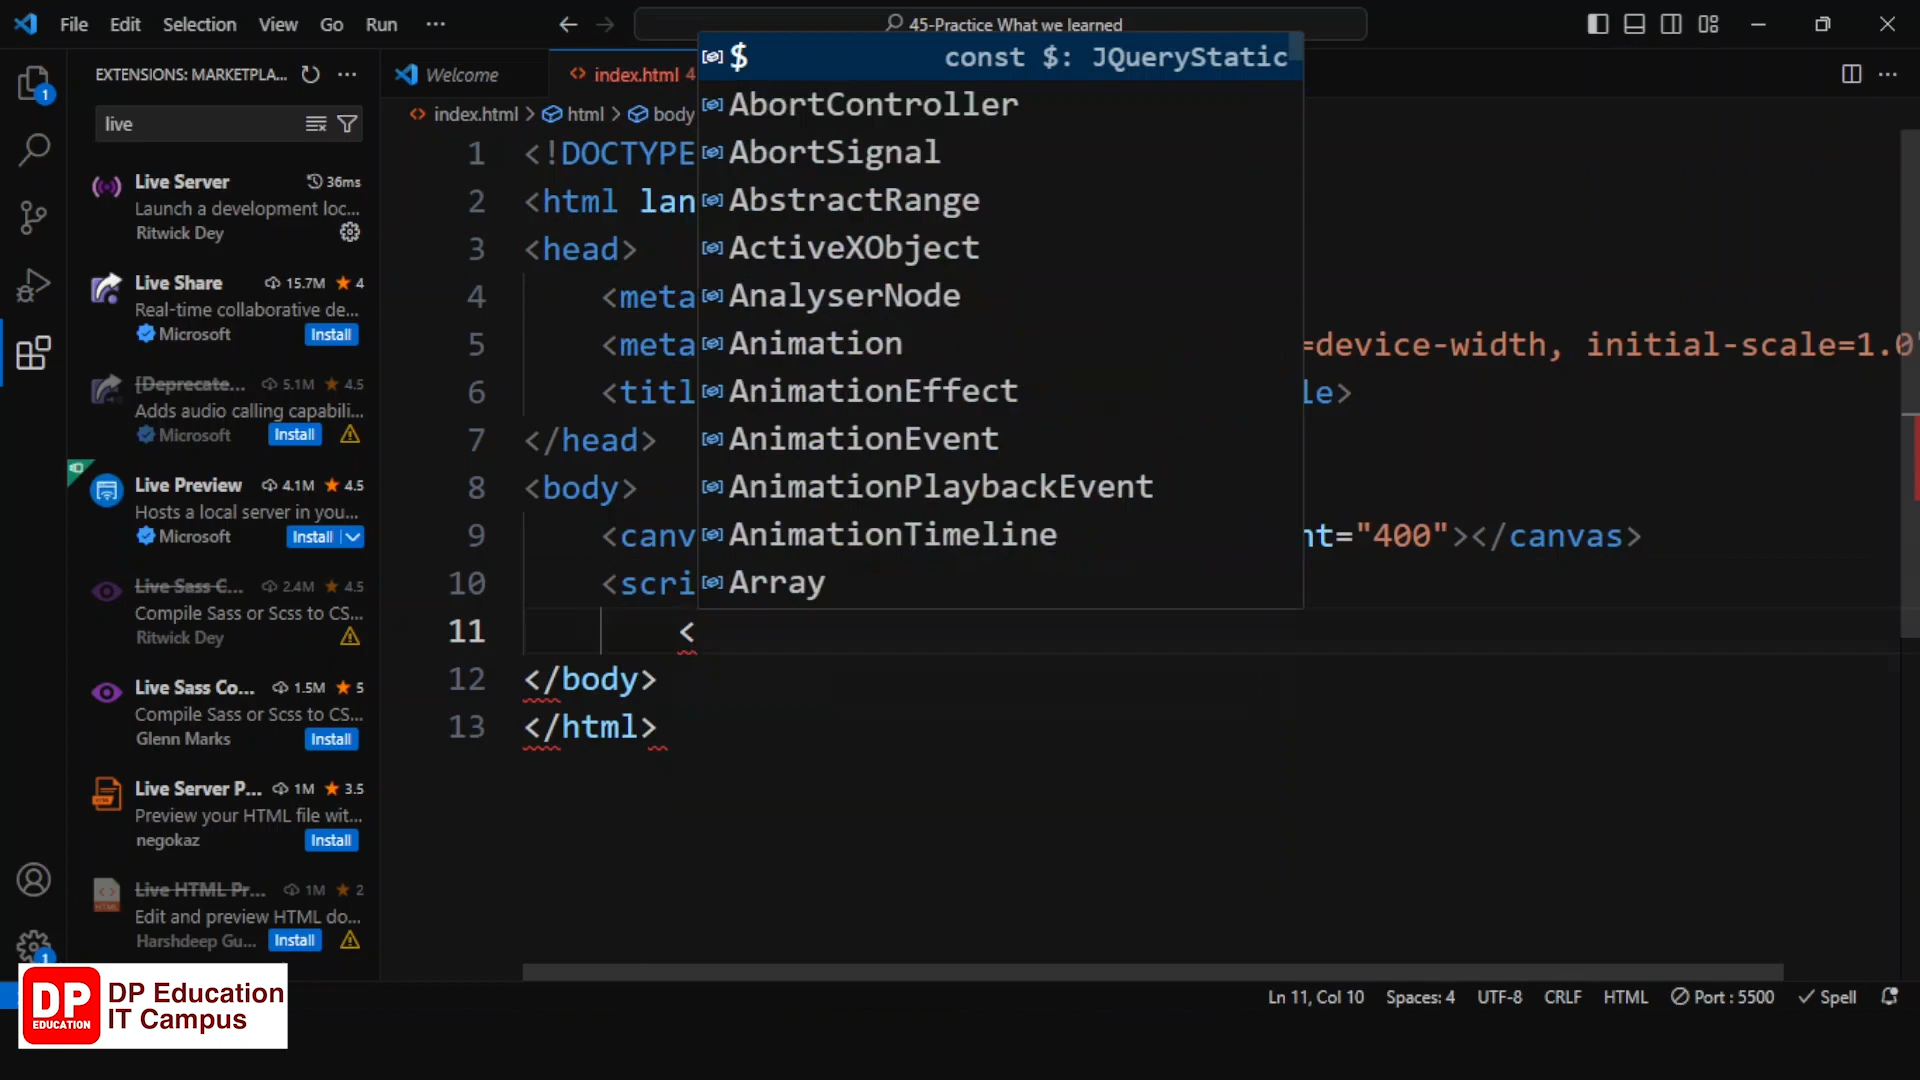 File Edit Selection View Go Run ···
45-Practice What we learned
EXTENSIONS: MARKETPLA...
Welcome
index.html 4
live
index.html > html > body
Live Server 36ms
Launch a development loc...
Ritwick Dey
Live Share 15.7M ★ 4
Real-time collaborative de...
Microsoft Install
[Deprecate... 5.1M ★ 4.5
Adds audio calling capabili...
Microsoft Install
Live Preview 4.1M ★ 4.5
Hosts a local server in you...
Microsoft Install
Live Sass C... 2.4M ★ 4.5
Compile Sass or Scss to CS...
Ritwick Dey
Live Sass Co... 1.5M ★ 5
Compile Sass or Scss to CS...
Glenn Marks Install
Live Server P... 1M ★ 3.5
Preview your HTML file wit...
negokaz Install
Live HTML Pr... 1M ★ 2
Edit and preview HTML do...
Harshdeep Gu... Install
1
1
$ const $: JQueryStatic
AbortController
AbortSignal
AbstractRange
ActiveXObject
AnalyserNode
Animation
AnimationEffect
AnimationEvent
AnimationPlaybackEvent
AnimationTimeline
Array
1 <!DOCTYPE
2 <html lan
3 <head>
4 <meta
5 <meta =device-width, initial-scale=1.0"
6 <titl le>
7 </head>
8 <body>
9 <canv ht="400"></canvas>
10 <scri
11 <
12 </body>
13 </html>
Ln 11, Col 10 Spaces: 4 UTF-8 CRLF HTML Port : 5500 Spell
DP
EDUCATION
DP Education
IT Campus